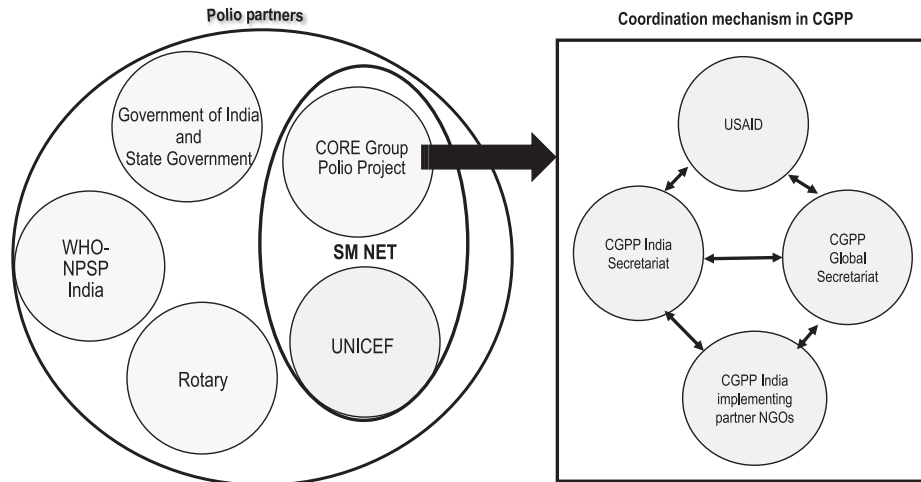 Polio partners
Government of India
and
State Government
CORE Group
Polio Project
WHO-
NPSP
India
SM NET
UNICEF
Rotary
Coordination mechanism in CGPP
USAID
CGPP India
Secretariat
CGPP
Global
Secretariat
CGPP India
implementing
partner NGOs